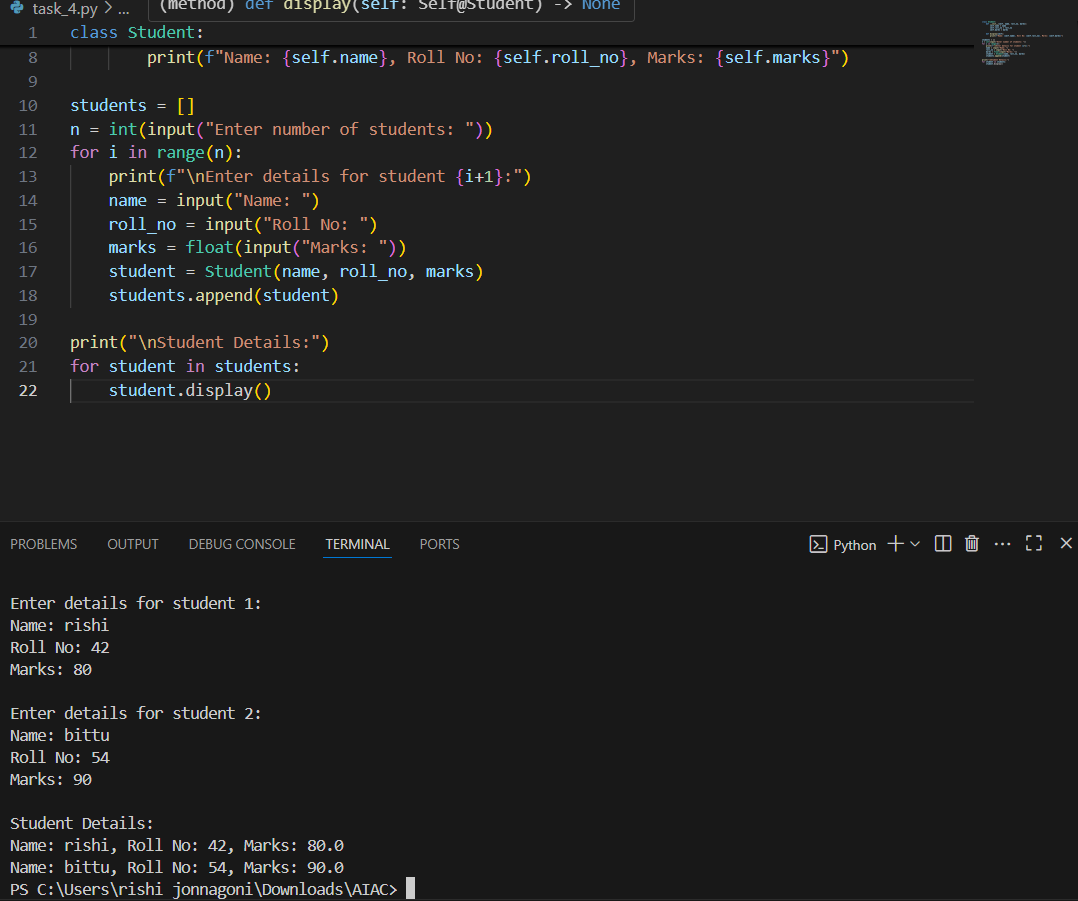 task_4.py > ...
(method) def display(self: Self@Student) -> None
1 class Student:
8 print(f"Name: {self.name}, Roll No: {self.roll_no}, Marks: {self.marks}")
9
10 students = []
11 n = int(input("Enter number of students: "))
12 for i in range(n):
13 print(f"\nEnter details for student {i+1}:")
14 name = input("Name: ")
15 roll_no = input("Roll No: ")
16 marks = float(input("Marks: "))
17 student = Student(name, roll_no, marks)
18 students.append(student)
19
20 print("\nStudent Details:")
21 for student in students:
22 student.display()
PROBLEMS OUTPUT DEBUG CONSOLE TERMINAL PORTS Python
Enter details for student 1:
Name: rishi
Roll No: 42
Marks: 80
Enter details for student 2:
Name: bittu
Roll No: 54
Marks: 90
Student Details:
Name: rishi, Roll No: 42, Marks: 80.0
Name: bittu, Roll No: 54, Marks: 90.0
PS C:\Users\rishi jonnagoni\Downloads\AIAC>